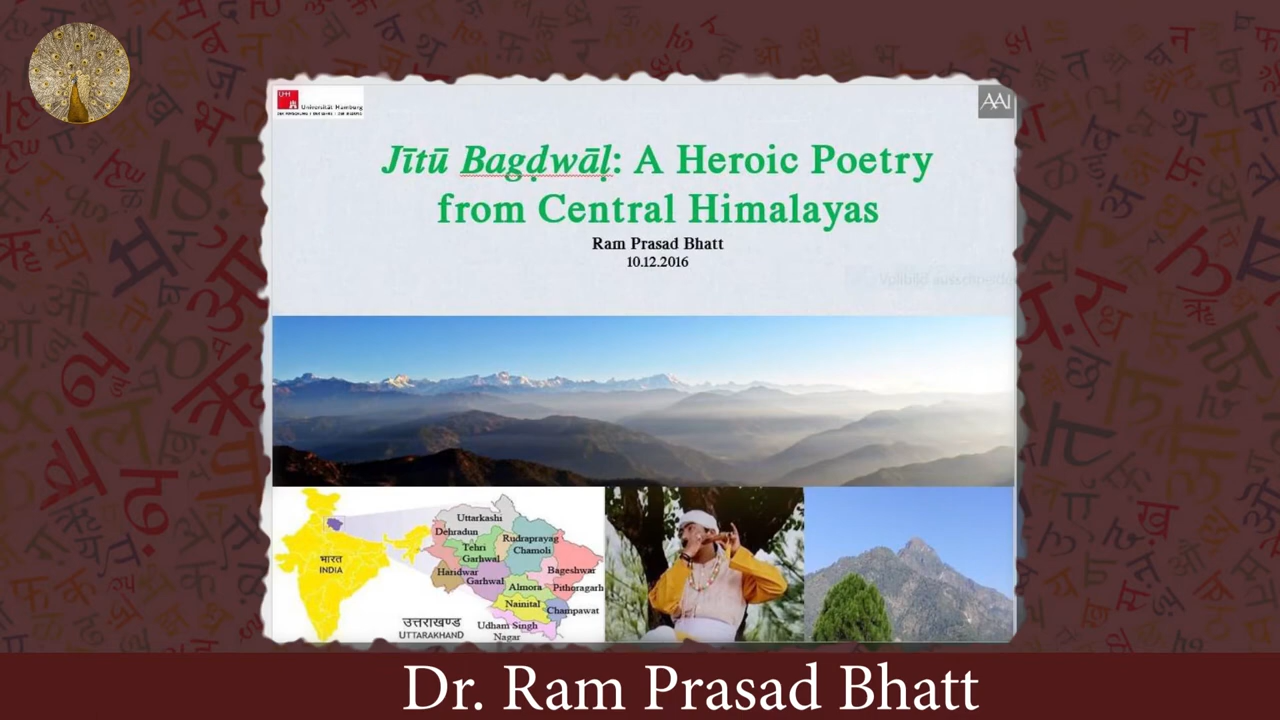 Universität Hamburg
AAI
Jītū Bagḍwāḷ: A Heroic Poetry
from Central Himalayas
Ram Prasad Bhatt
10.12.2016
भारत
INDIA
Uttarkashi
Dehradun
Rudraprayag
Tehri
Garhwal
Chamoli
Haridwar
Garhwal
Bageshwar
Almora
Pithoragarh
Nainital
Champawat
Udham Singh
Nagar
उत्तराखण्ड
UTTARAKHAND
Dr. Ram Prasad Bhatt